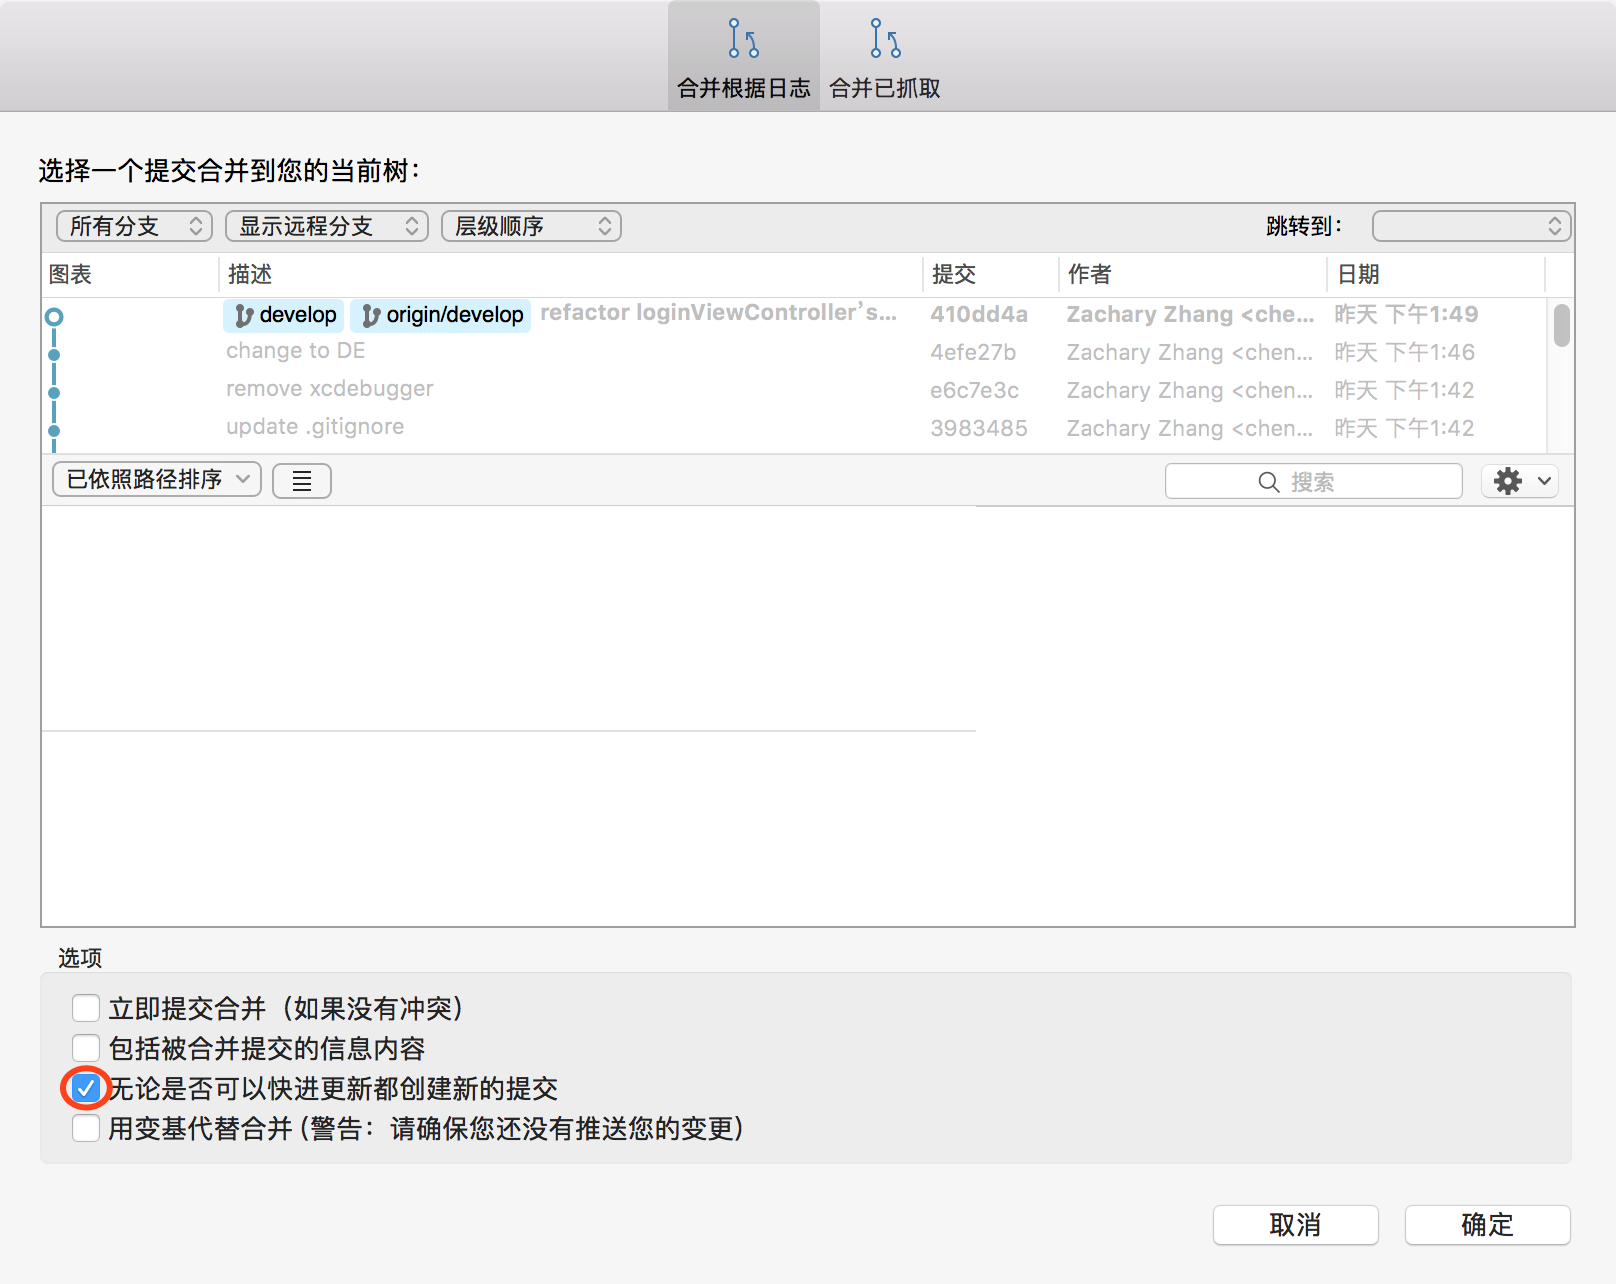 合并根据日志 合并已抓取
选择一个提交合并到您的当前树：
所有分支 显示远程分支 层级顺序 跳转到：
图表 描述 提交 作者 日期
develop origin/develop refactor loginViewController's... 410dd4a Zachary Zhang <che... 昨天 下午1:49
change to DE 4efe27b Zachary Zhang <chen... 昨天 下午1:46
remove xcdebugger e6c7e3c Zachary Zhang <chen... 昨天 下午1:42
update .gitignore 3983485 Zachary Zhang <chen... 昨天 下午1:42
已依照路径排序 搜索
选项
立即提交合并（如果没有冲突）
包括被合并提交的信息内容
无论是否可以快进更新都创建新的提交
用变基代替合并(警告：请确保您还没有推送您的变更)
取消 确定